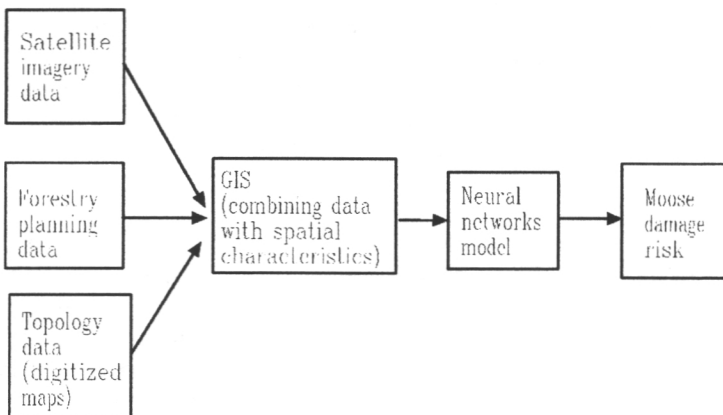 Satellite
imagery
data
Forestry
planning
data
Topology
data
(digitized
maps)
GIS
(combining data
with spatial
characteristics)
Neural
networks
model
Moose
damage
risk